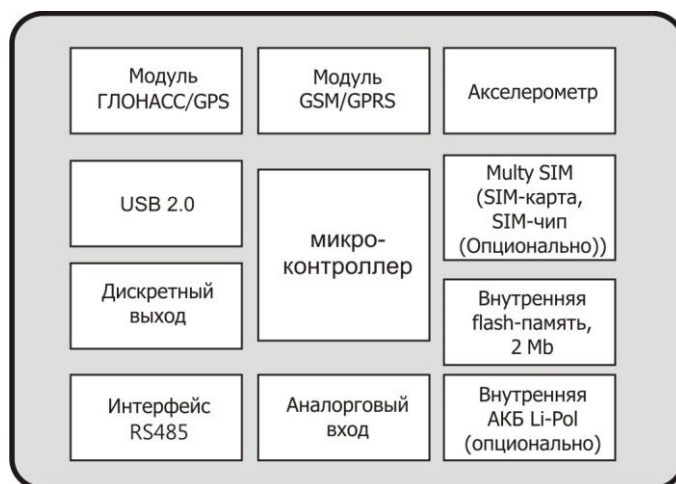 Модуль
ГЛОНАСС/GPS
Модуль
GSM/GPRS
Акселерометр
USB 2.0
микро-
контроллер
Multy SIM
(SIM-карта,
SIM-чип
(Опционально))
Дискретный
выход
Внутренняя
flash-память,
2 Mb
Интерфейс
RS485
Аналорговый
вход
Внутренняя
АКБ Li-Pol
(опционально)